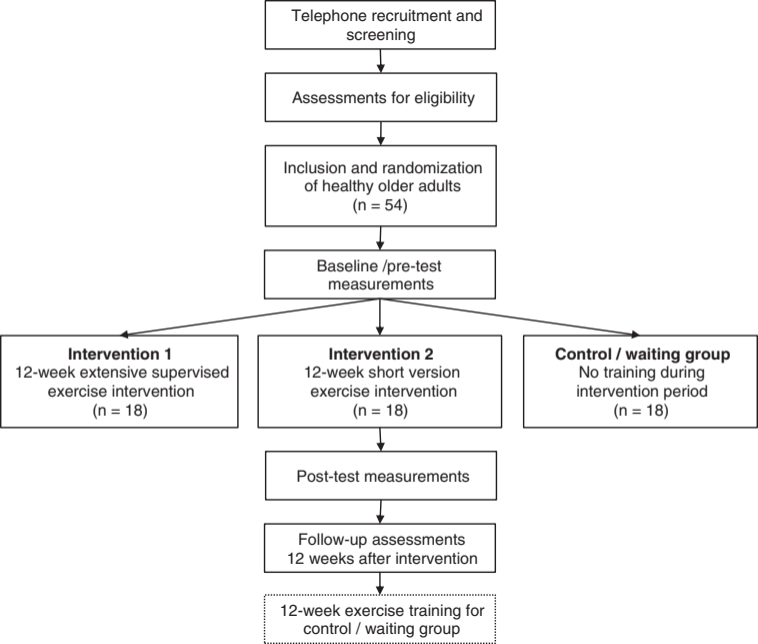 Telephone recruitment and
screening
Assessments for eligibility
Inclusion and randomization
of healthy older adults
(n = 54)
Baseline /pre-test
measurements
Intervention 1
12-week extensive supervised
exercise intervention
(n = 18)
Intervention 2
12-week short version
exercise intervention
(n = 18)
Control / waiting group
No training during
intervention period
(n = 18)
Post-test measurements
Follow-up assessments
12 weeks after intervention
12-week exercise training for
control / waiting group